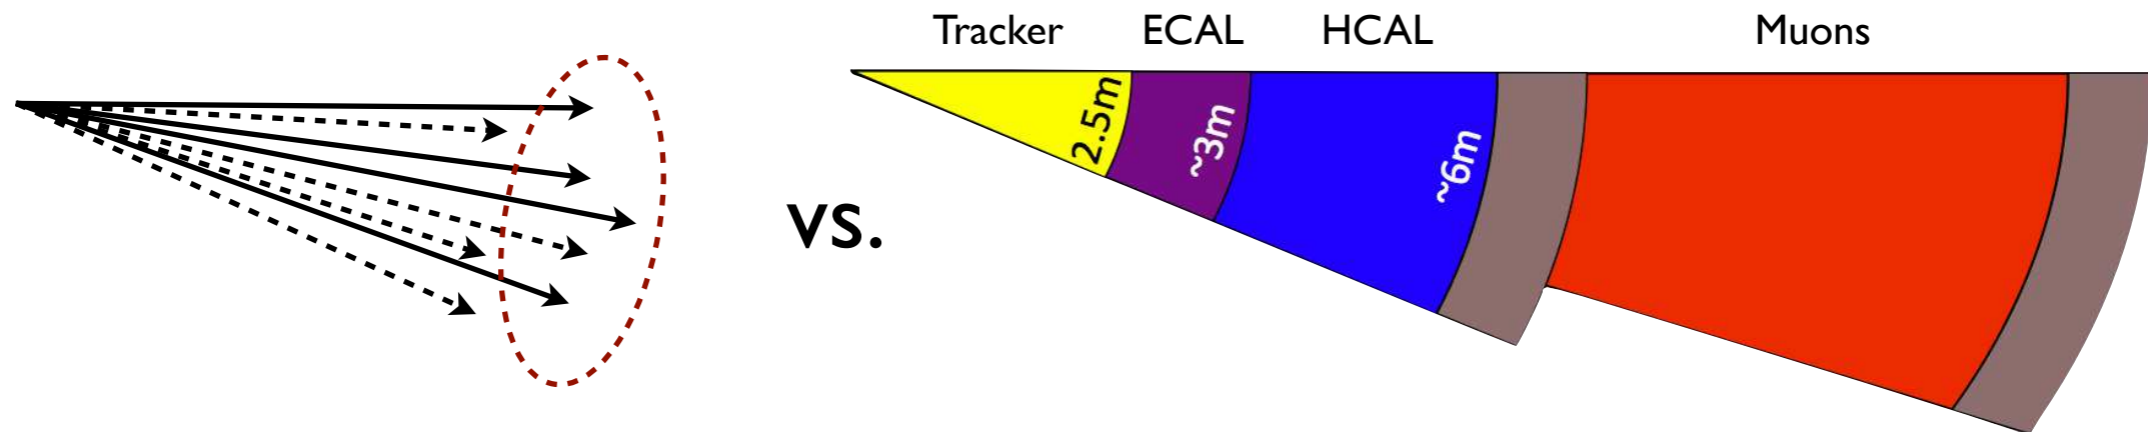 Tracker ECAL HCAL Muons
2.5m
~3m
~6m
vs.